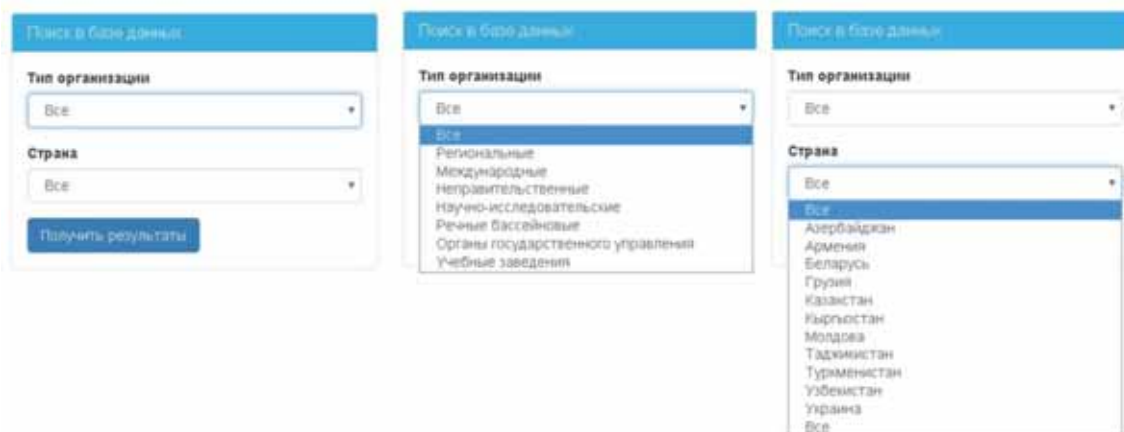 Поиск в базе данных
Тип организации
Все
Страна
Все
Получить результаты
Поиск в базе данных
Тип организации
Все
Все
Региональные
Международные
Неправительственные
Научно-исследовательские
Речные бассейновые
Органы государственного управления
Учебные заведения
Поиск в базе данных
Тип организации
Все
Страна
Все
Все
Азербайджан
Армения
Беларусь
Грузия
Казахстан
Кыргызстан
Молдова
Таджикистан
Туркменистан
Узбекистан
Украина
Все